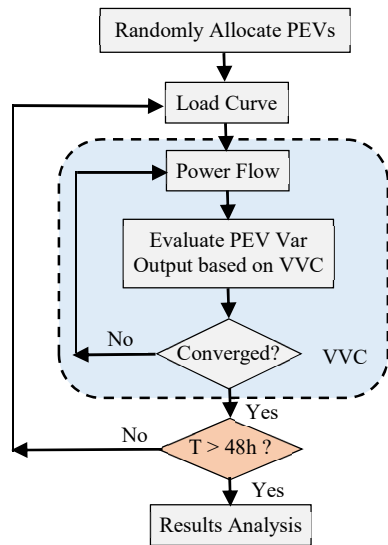 Randomly Allocate PEVs
Load Curve
Power Flow
Evaluate PEV Var
Output based on VVC
No
Converged?
VVC
Yes
No
T > 48h ?
Yes
Results Analysis